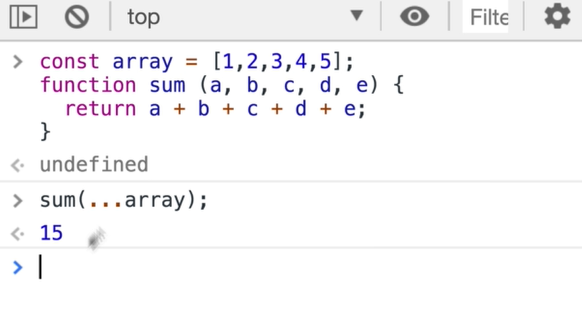 top Filte
> const array = [1,2,3,4,5];
function sum (a, b, c, d, e) {
return a + b + c + d + e;
}
undefined
> sum(...array);
15
>